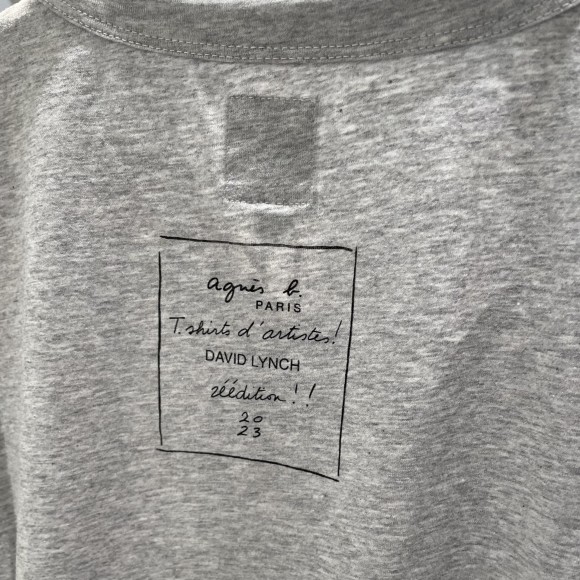 agnès b.
PARIS
T.shirts d'artistes!
DAVID LYNCH
réédition!!
20
23